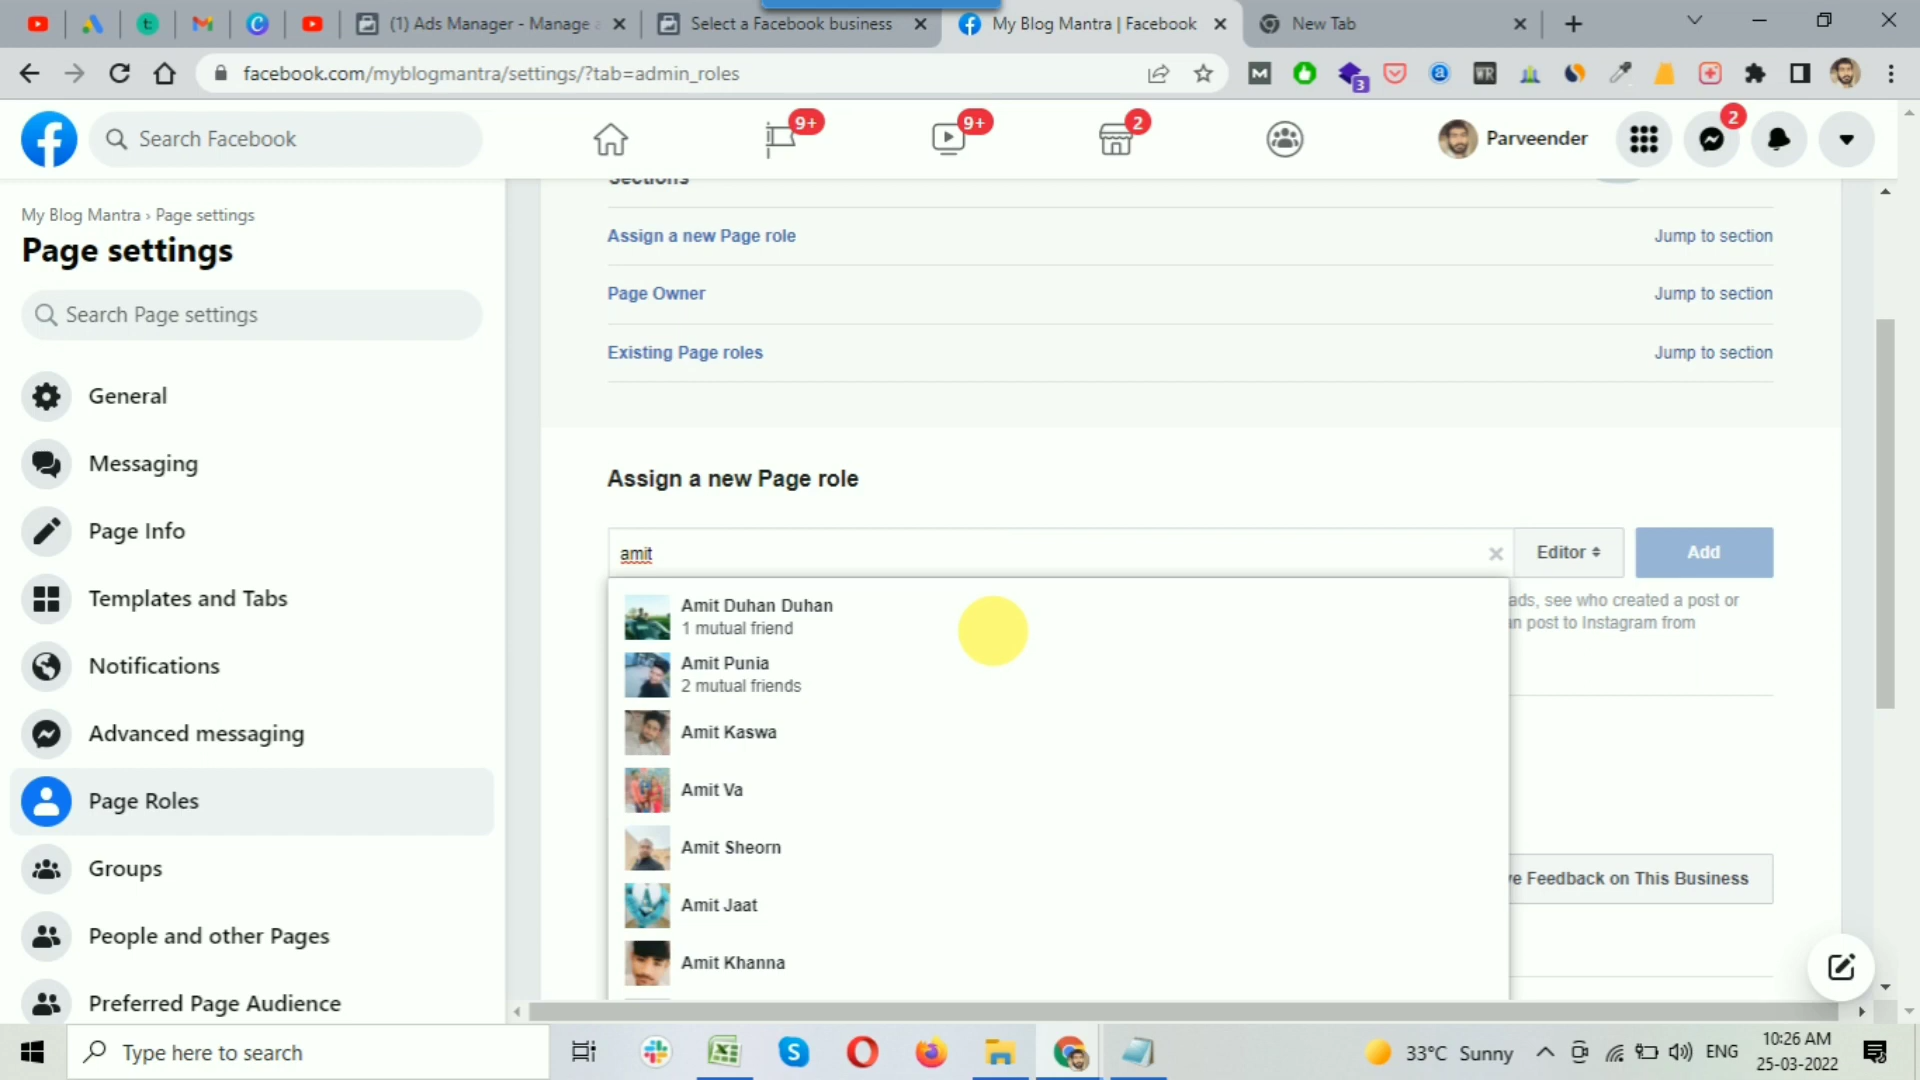 (1) Ads Manager - Manage a
Select a Facebook business
My Blog Mantra | Facebook
New Tab
facebook.com/myblogmantra/settings/?tab=admin_roles
3
Search Facebook
9+
9+
2
Parveender
2
My Blog Mantra › Page settings
Page settings
Search Page settings
General
Messaging
Page Info
Templates and Tabs
Notifications
Advanced messaging
Page Roles
Groups
People and other Pages
Preferred Page Audience
Sections
Assign a new Page role
Jump to section
Page Owner
Jump to section
Existing Page roles
Jump to section
Assign a new Page role
amit
Editor
Add
Amit Duhan Duhan
1 mutual friend
Amit Punia
2 mutual friends
Amit Kaswa
Amit Va
Amit Sheorn
Amit Jaat
Amit Khanna
ads, see who created a post or
n post to Instagram from
e Feedback on This Business
Type here to search
33°C Sunny
ENG
10:26 AM
25-03-2022